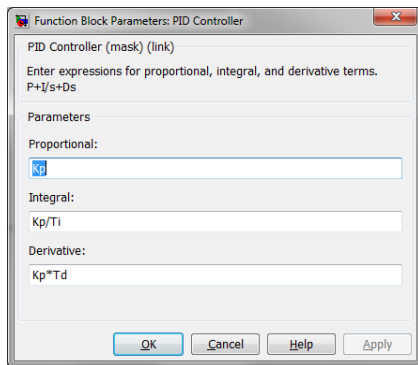 Function Block Parameters: PID Controller
PID Controller (mask) (link)
Enter expressions for proportional, integral, and derivative terms.
P+I/s+Ds
Parameters
Proportional:
Kp
Integral:
Kp/Ti
Derivative:
Kp*Td
OK Cancel Help Apply